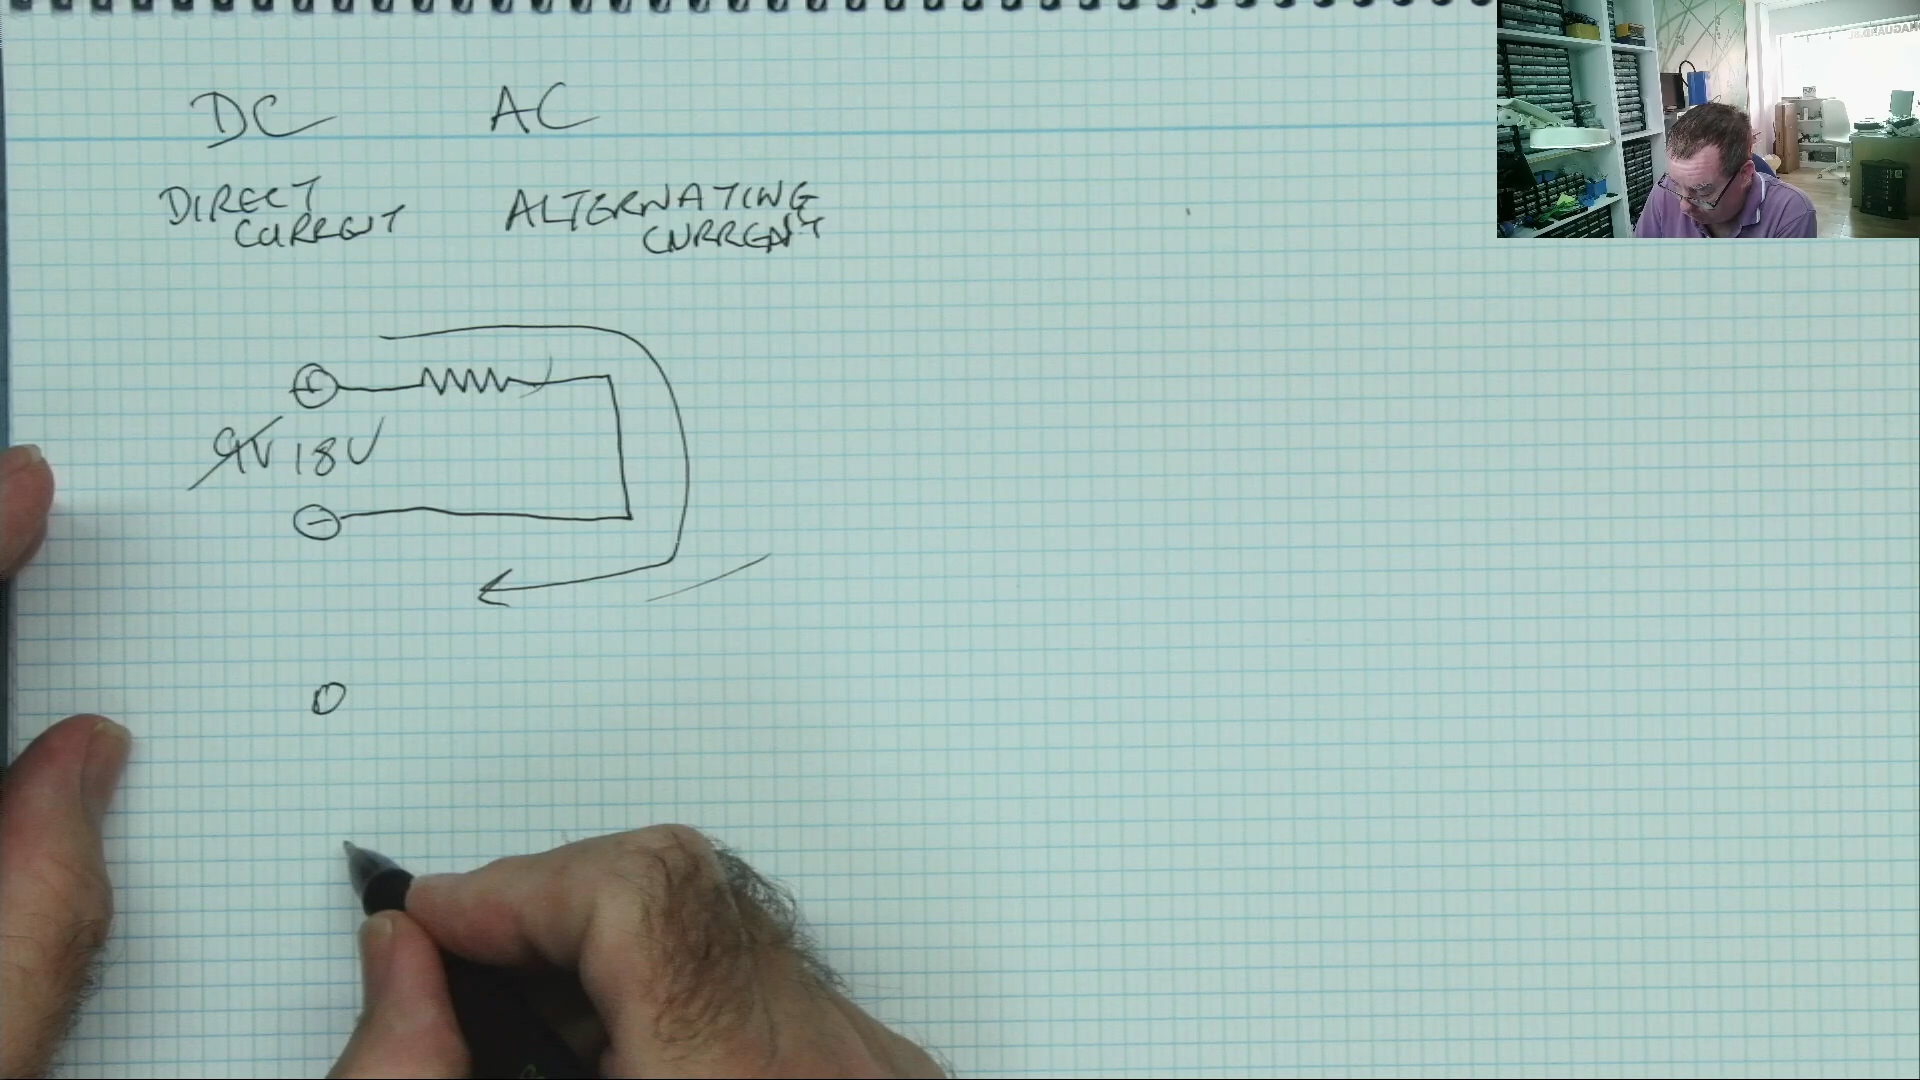 DC AC
DIRECT ALTERNATING
CURRENT CURRENT
+
9V 18V
-
O